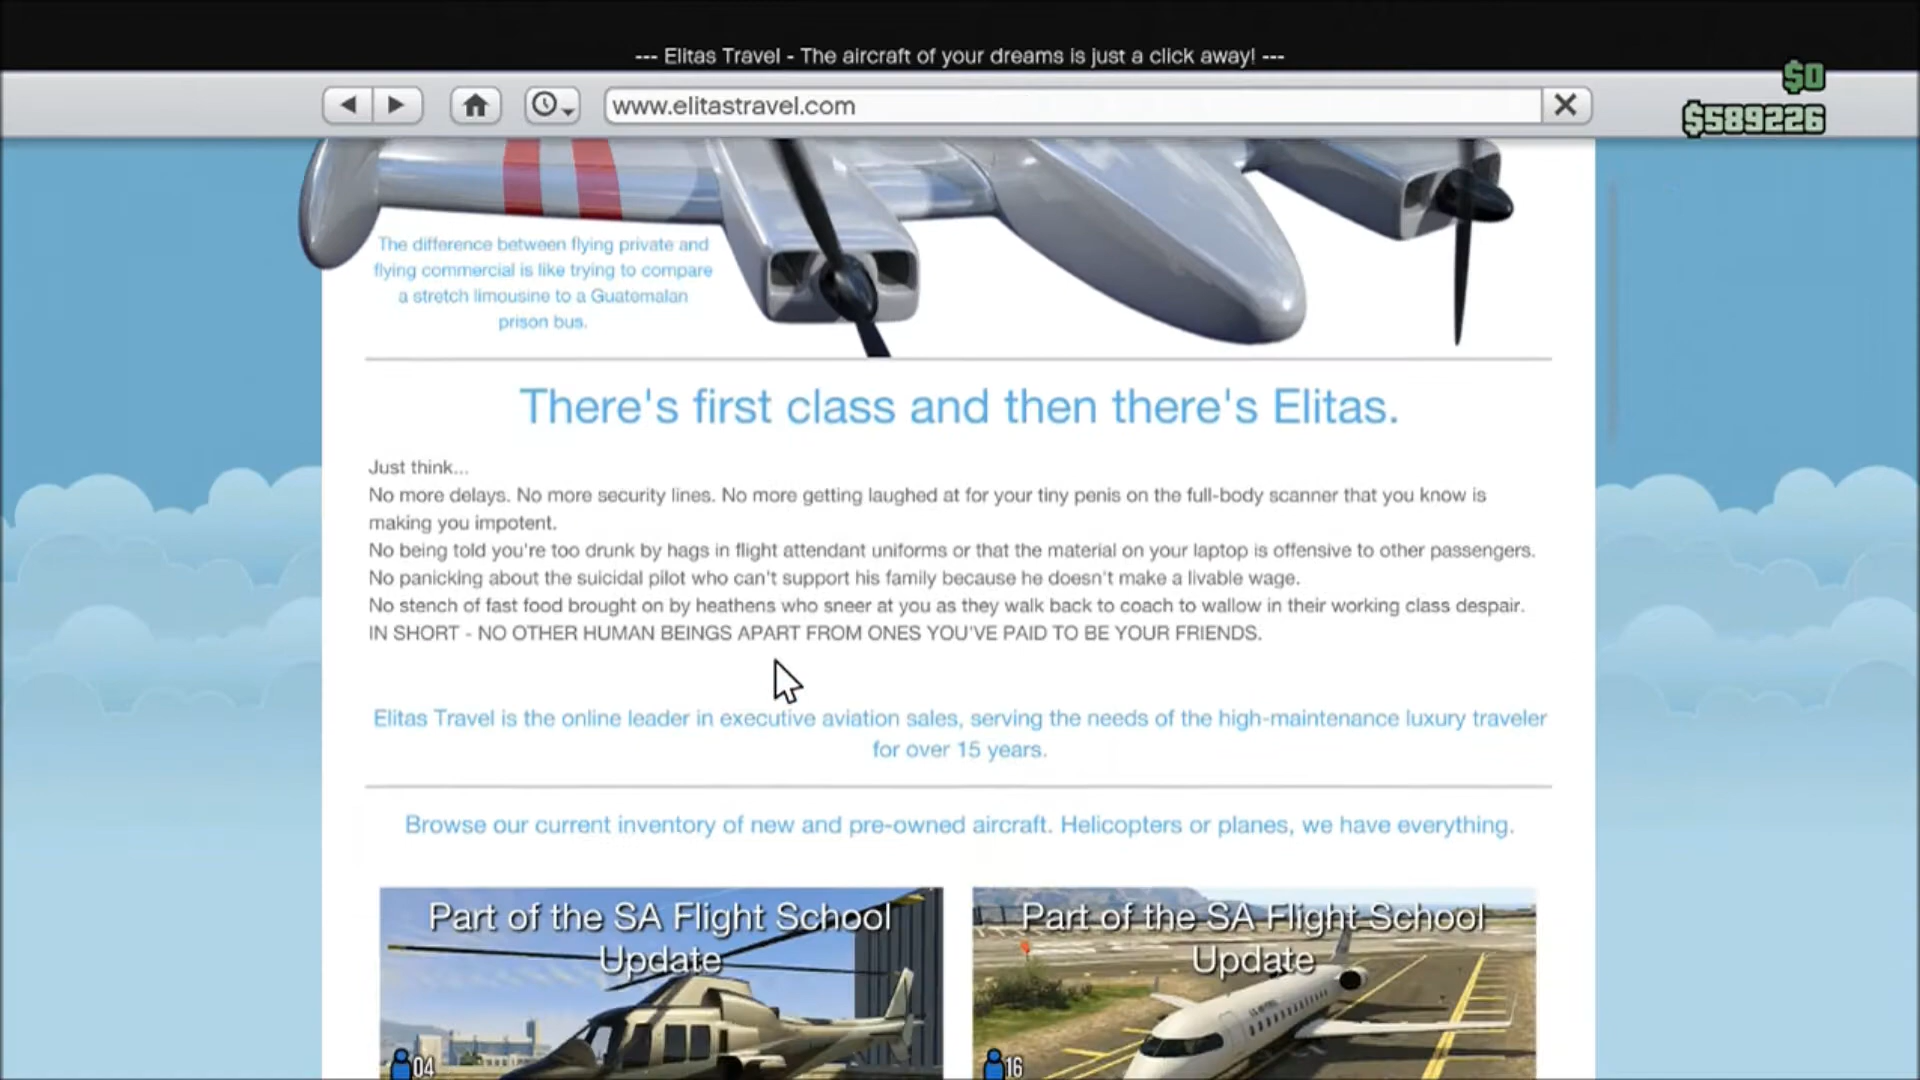 --- Elitas Travel - The aircraft of your dreams is just a click away! ---
$0
www.elitastravel.com
$589226
The difference between flying private and
flying commercial is like trying to compare
a stretch limousine to a Guatemalan
prison bus.
There's first class and then there's Elitas.
Just think...
No more delays. No more security lines. No more getting laughed at for your tiny penis on the full-body scanner that you know is
making you impotent.
No being told you're too drunk by hags in flight attendant uniforms or that the material on your laptop is offensive to other passengers.
No panicking about the suicidal pilot who can't support his family because he doesn't make a livable wage.
No stench of fast food brought on by heathens who sneer at you as they walk back to coach to wallow in their working class despair.
IN SHORT - NO OTHER HUMAN BEINGS APART FROM ONES YOU'VE PAID TO BE YOUR FRIENDS.
Elitas Travel is the online leader in executive aviation sales, serving the needs of the high-maintenance luxury traveler
for over 15 years.
Browse our current inventory of new and pre-owned aircraft. Helicopters or planes, we have everything.
Part of the SA Flight School
Update
04
Part of the SA Flight School
Update
16